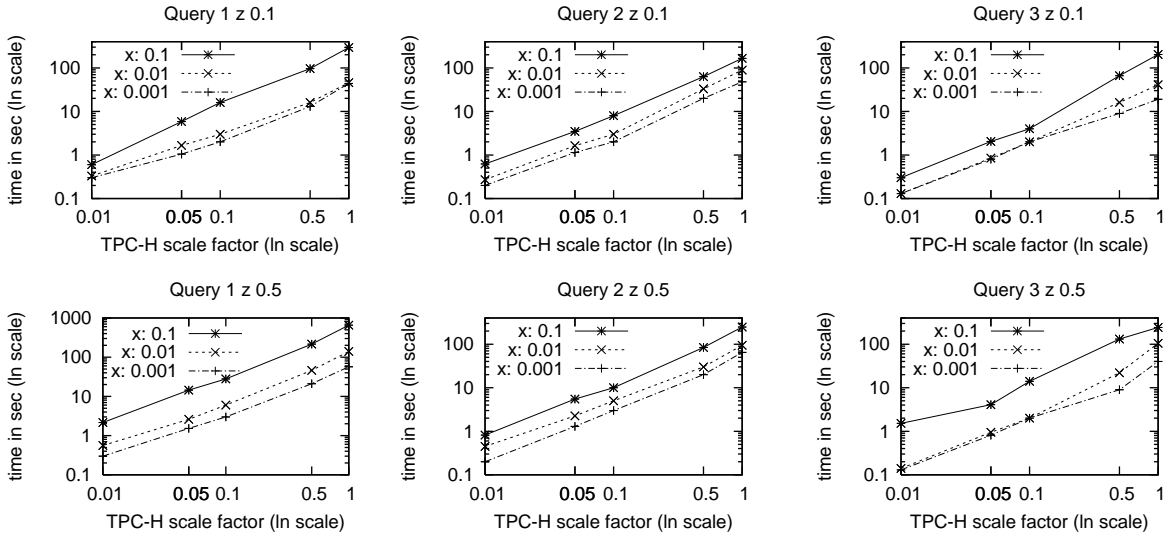 Query 1 z 0.1
time in sec (ln scale)
100
10
1
0.1
x: 0.1
x: 0.01
x: 0.001
0.01 0.05 0.1 0.5 1
TPC-H scale factor (ln scale)
Query 2 z 0.1
time in sec (ln scale)
100
10
1
0.1
x: 0.1
x: 0.01
x: 0.001
0.01 0.05 0.1 0.5 1
TPC-H scale factor (ln scale)
Query 3 z 0.1
time in sec (ln scale)
100
10
1
0.1
x: 0.1
x: 0.01
x: 0.001
0.01 0.05 0.1 0.5 1
TPC-H scale factor (ln scale)
Query 1 z 0.5
time in sec (ln scale)
1000
100
10
1
0.1
x: 0.1
x: 0.01
x: 0.001
0.01 0.05 0.1 0.5 1
TPC-H scale factor (ln scale)
Query 2 z 0.5
time in sec (ln scale)
100
10
1
0.1
x: 0.1
x: 0.01
x: 0.001
0.01 0.05 0.1 0.5 1
TPC-H scale factor (ln scale)
Query 3 z 0.5
time in sec (ln scale)
100
10
1
0.1
x: 0.1
x: 0.01
x: 0.001
0.01 0.05 0.1 0.5 1
TPC-H scale factor (ln scale)